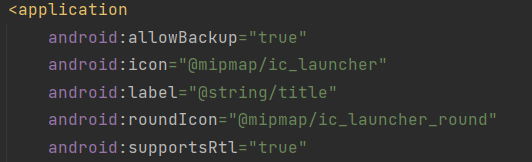 <application
android:allowBackup="true"
android:icon="@mipmap/ic_launcher"
android:label="@string/title"
android:roundIcon="@mipmap/ic_launcher_round"
android:supportsRtl="true"